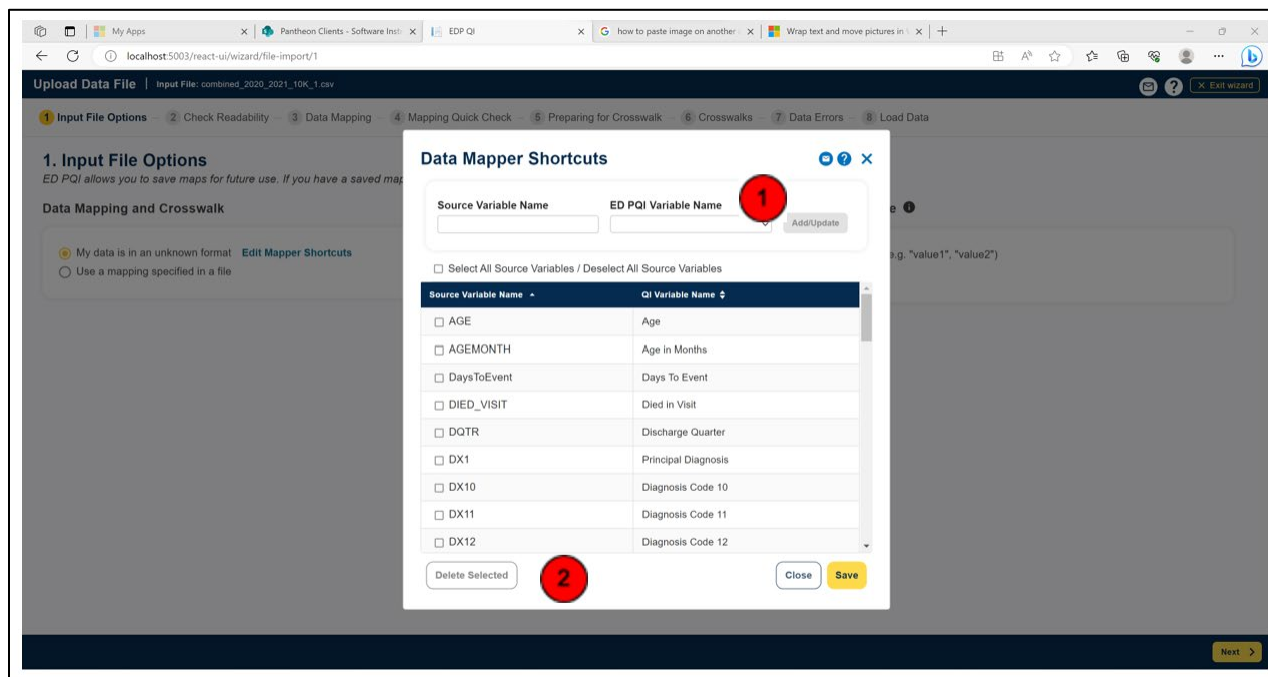 My Apps
Pantheon Clients - Software Inst
EDP QI
how to paste image on another
Wrap text and move pictures in
localhost:5003/react-ui/wizard/file-import/1
Upload Data File | Input File: combined_2020_2021_10K_1.csv
Exit wizard
1 Input File Options – 2 Check Readability – 3 Data Mapping – 4 Mapping Quick Check – 5 Preparing for Crosswalk – 6 Crosswalks – 7 Data Errors – 8 Load Data
1. Input File Options
ED PQI allows you to save maps for future use. If you have a saved map
Data Mapping and Crosswalk
My data is in an unknown format Edit Mapper Shortcuts
Use a mapping specified in a file
e.g. "value1", "value2")
Data Mapper Shortcuts
Source Variable Name ED PQI Variable Name
1
Add/Update
Select All Source Variables / Deselect All Source Variables
Source Variable Name QI Variable Name
AGE Age
AGEMONTH Age in Months
DaysToEvent Days To Event
DIED_VISIT Died in Visit
DQTR Discharge Quarter
DX1 Principal Diagnosis
DX10 Diagnosis Code 10
DX11 Diagnosis Code 11
DX12 Diagnosis Code 12
Delete Selected 2 Close Save
Next